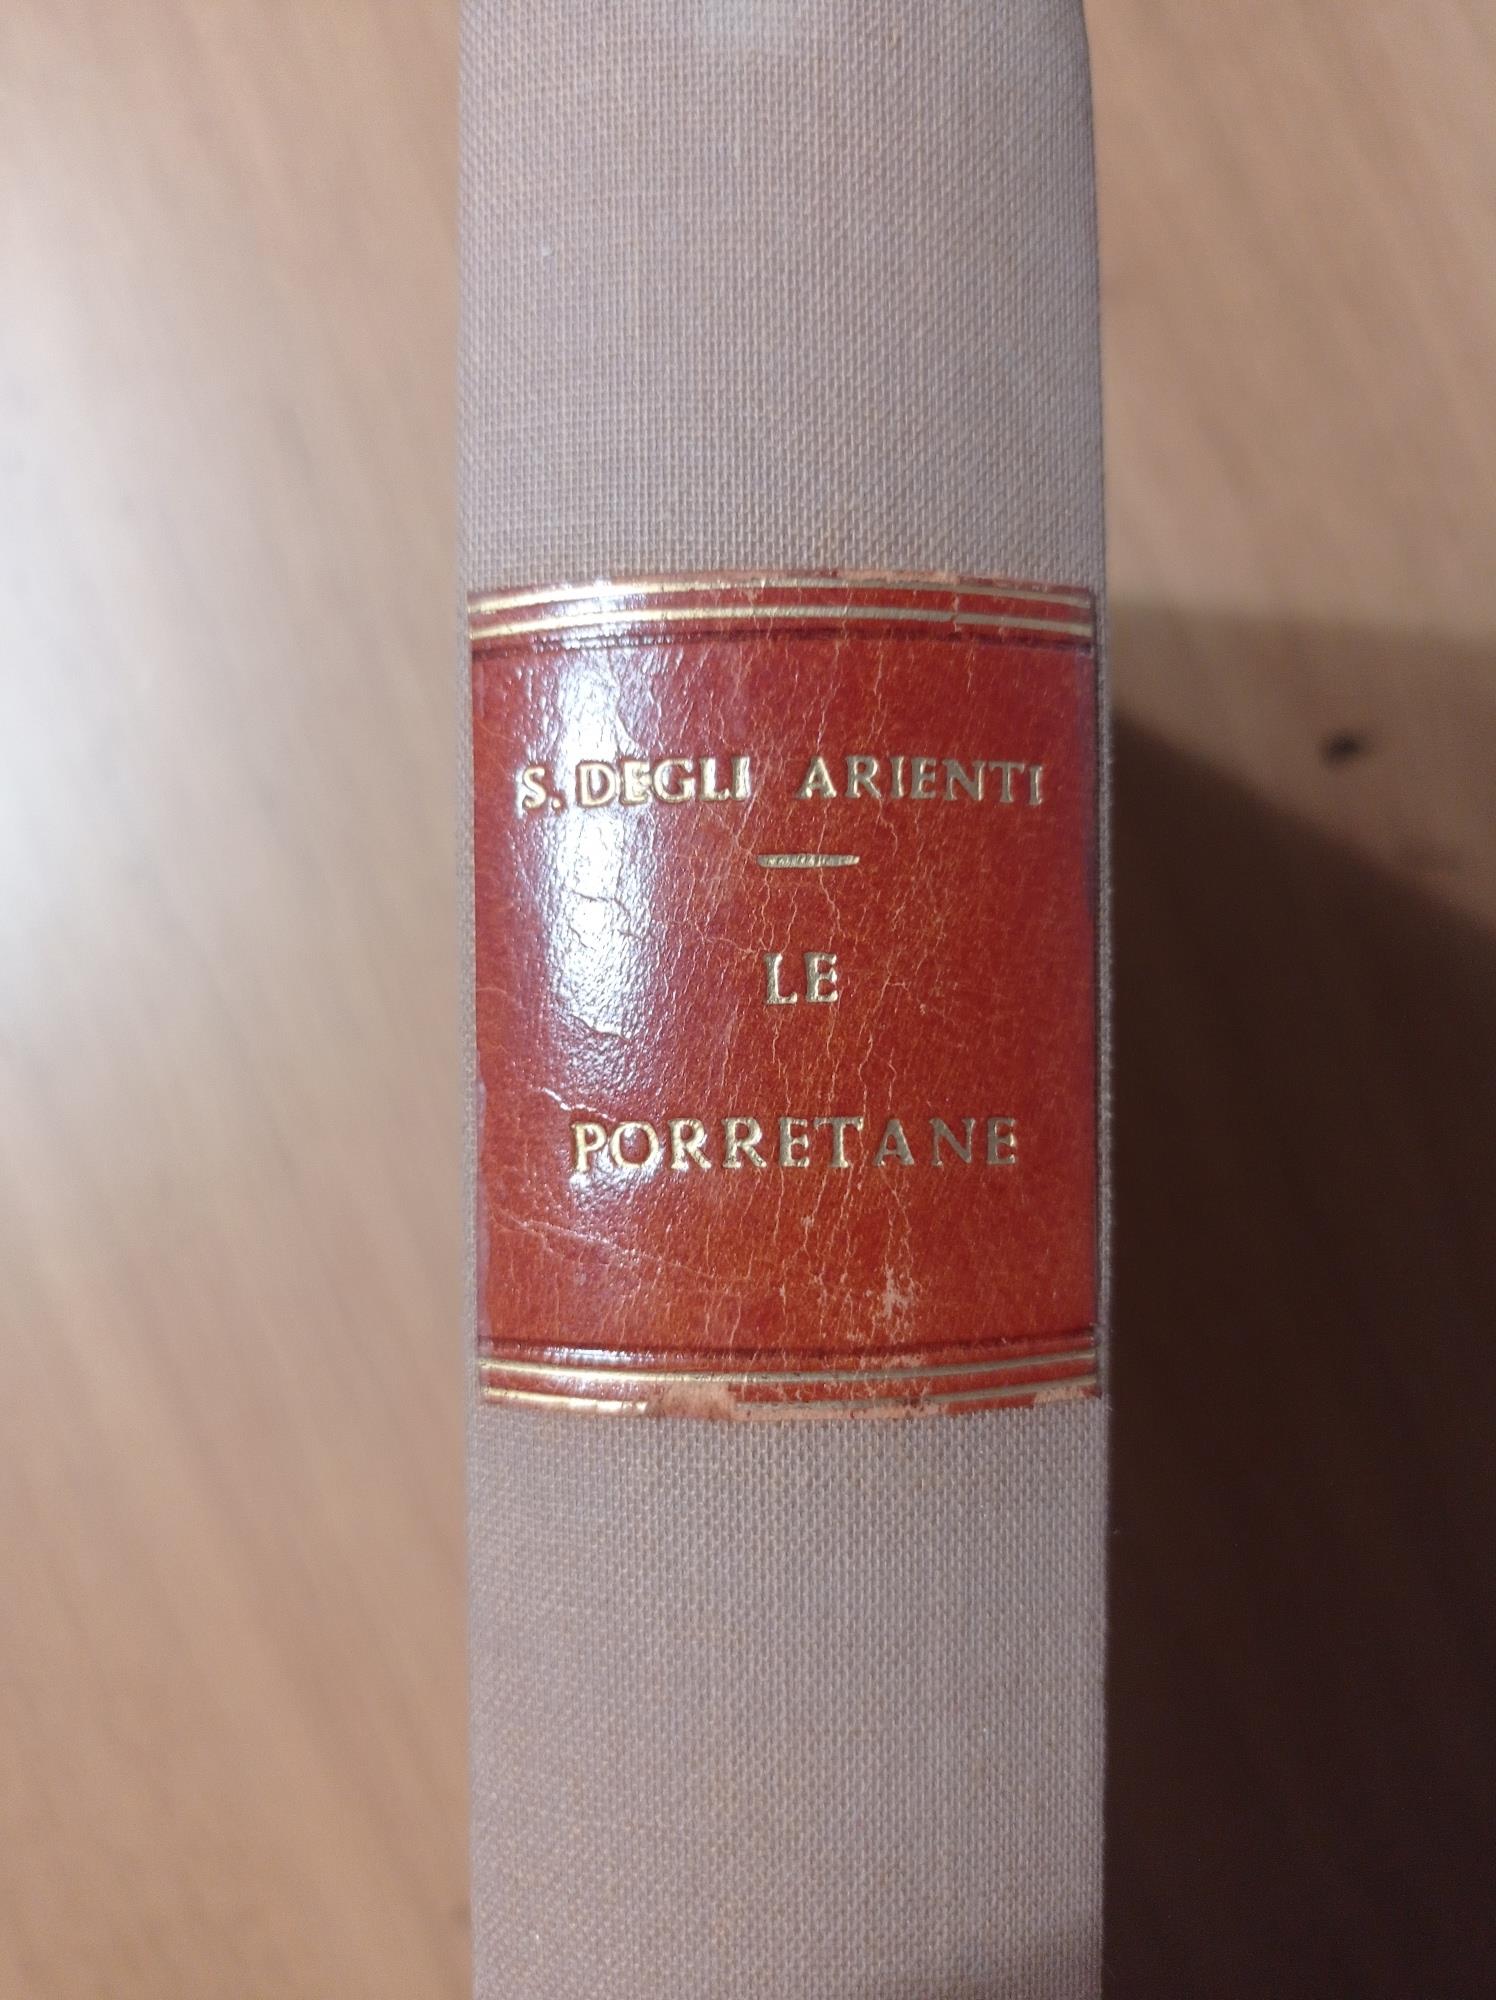 S. DEGLI ARIENTI
LE
PORRETANE